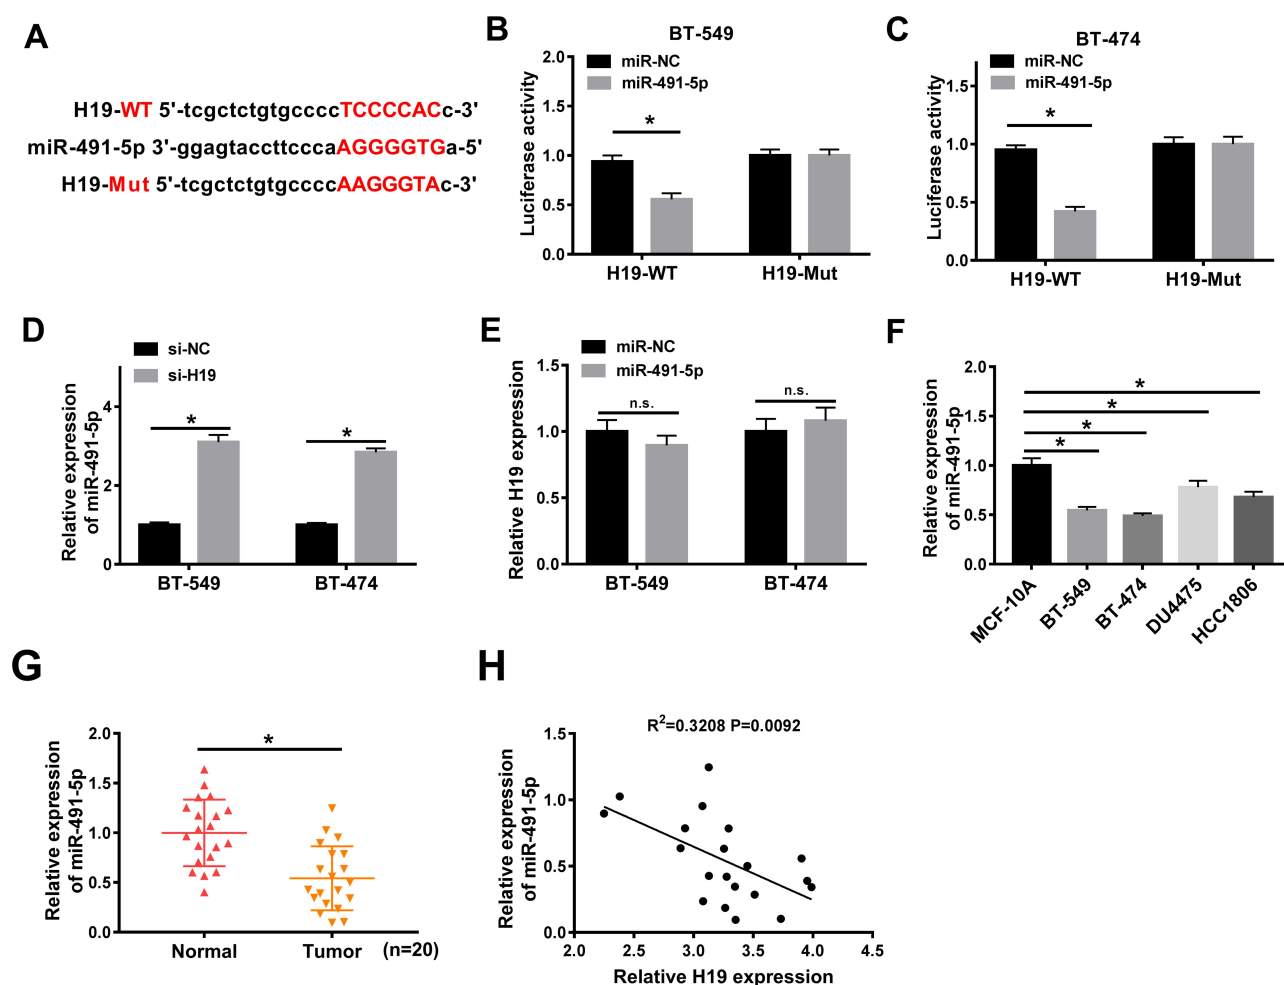 A
H19-WT 5'-tcgctctgtgccccTCCCCACc-3'
miR-491-5p 3'-ggagtaccttcccaAGGGGTGa-5'
H19-Mut 5'-tcgctctgtgccccAAGGGTAc-3'
B
BT-549
miR-NC
miR-491-5p
Luciferase activity
2.0
1.5
1.0
0.5
0.0
*
H19-WT
H19-Mut
C
BT-474
miR-NC
miR-491-5p
Luciferase activity
1.5
1.0
0.5
0.0
*
H19-WT
H19-Mut
D
si-NC
si-H19
Relative expression
of miR-491-5p
4
2
0
*
*
BT-549
BT-474
E
miR-NC
miR-491-5p
Relative H19 expression
1.5
1.0
0.5
0.0
n.s.
n.s.
BT-549
BT-474
F
Relative expression
of miR-491-5p
2.0
1.5
1.0
0.5
0.0
*
*
*
*
MCF-10A
BT-549
BT-474
DU4475
HCC1806
G
Relative expression
of miR-491-5p
2.0
1.5
1.0
0.5
0.0
*
Normal
Tumor
(n=20)
H
R2=0.3208 P=0.0092
Relative expression
of miR-491-5p
1.5
1.0
0.5
0.0
2.0
2.5
3.0
3.5
4.0
4.5
Relative H19 expression